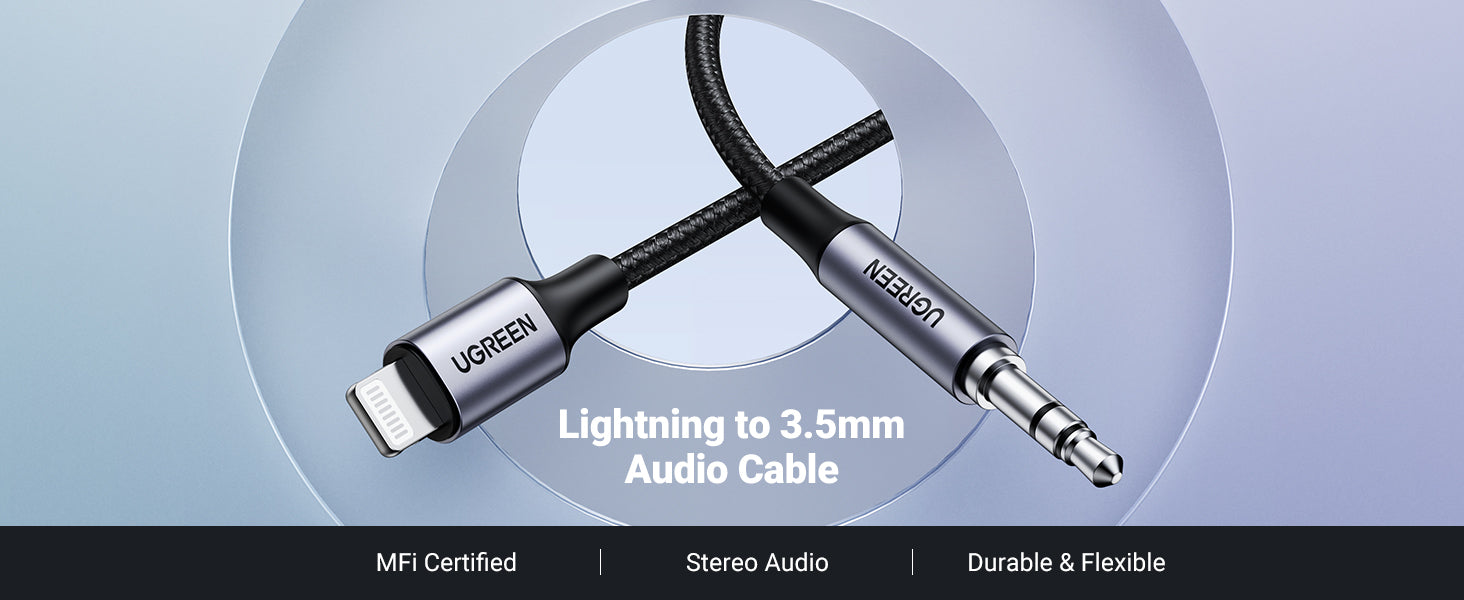 UGREEN
UGREEN
Lightning to 3.5mm
Audio Cable
MFi Certified
Stereo Audio
Durable & Flexible